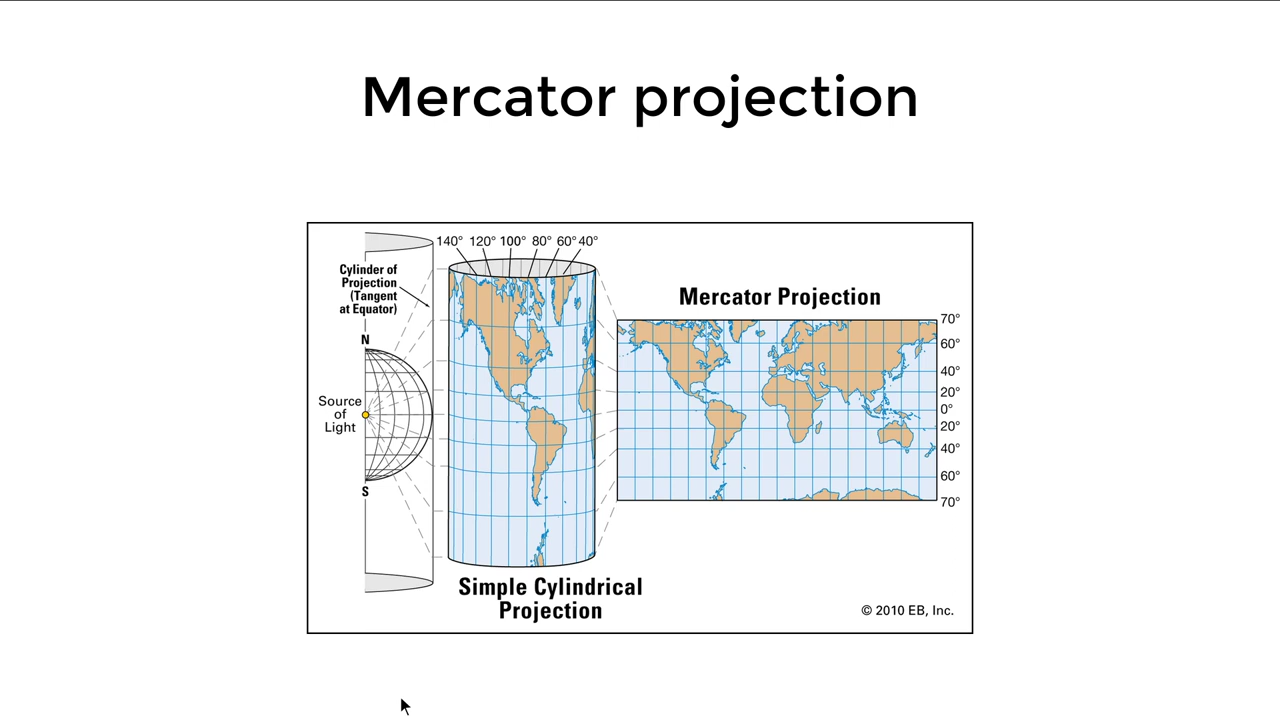 Mercator projection
140° 120° 100° 80° 60° 40°
Cylinder of
Projection
(Tangent
at Equator)
N
Source
of
Light
S
Simple Cylindrical
Projection
Mercator Projection
70°
60°
40°
20°
0°
20°
40°
60°
70°
© 2010 EB, Inc.